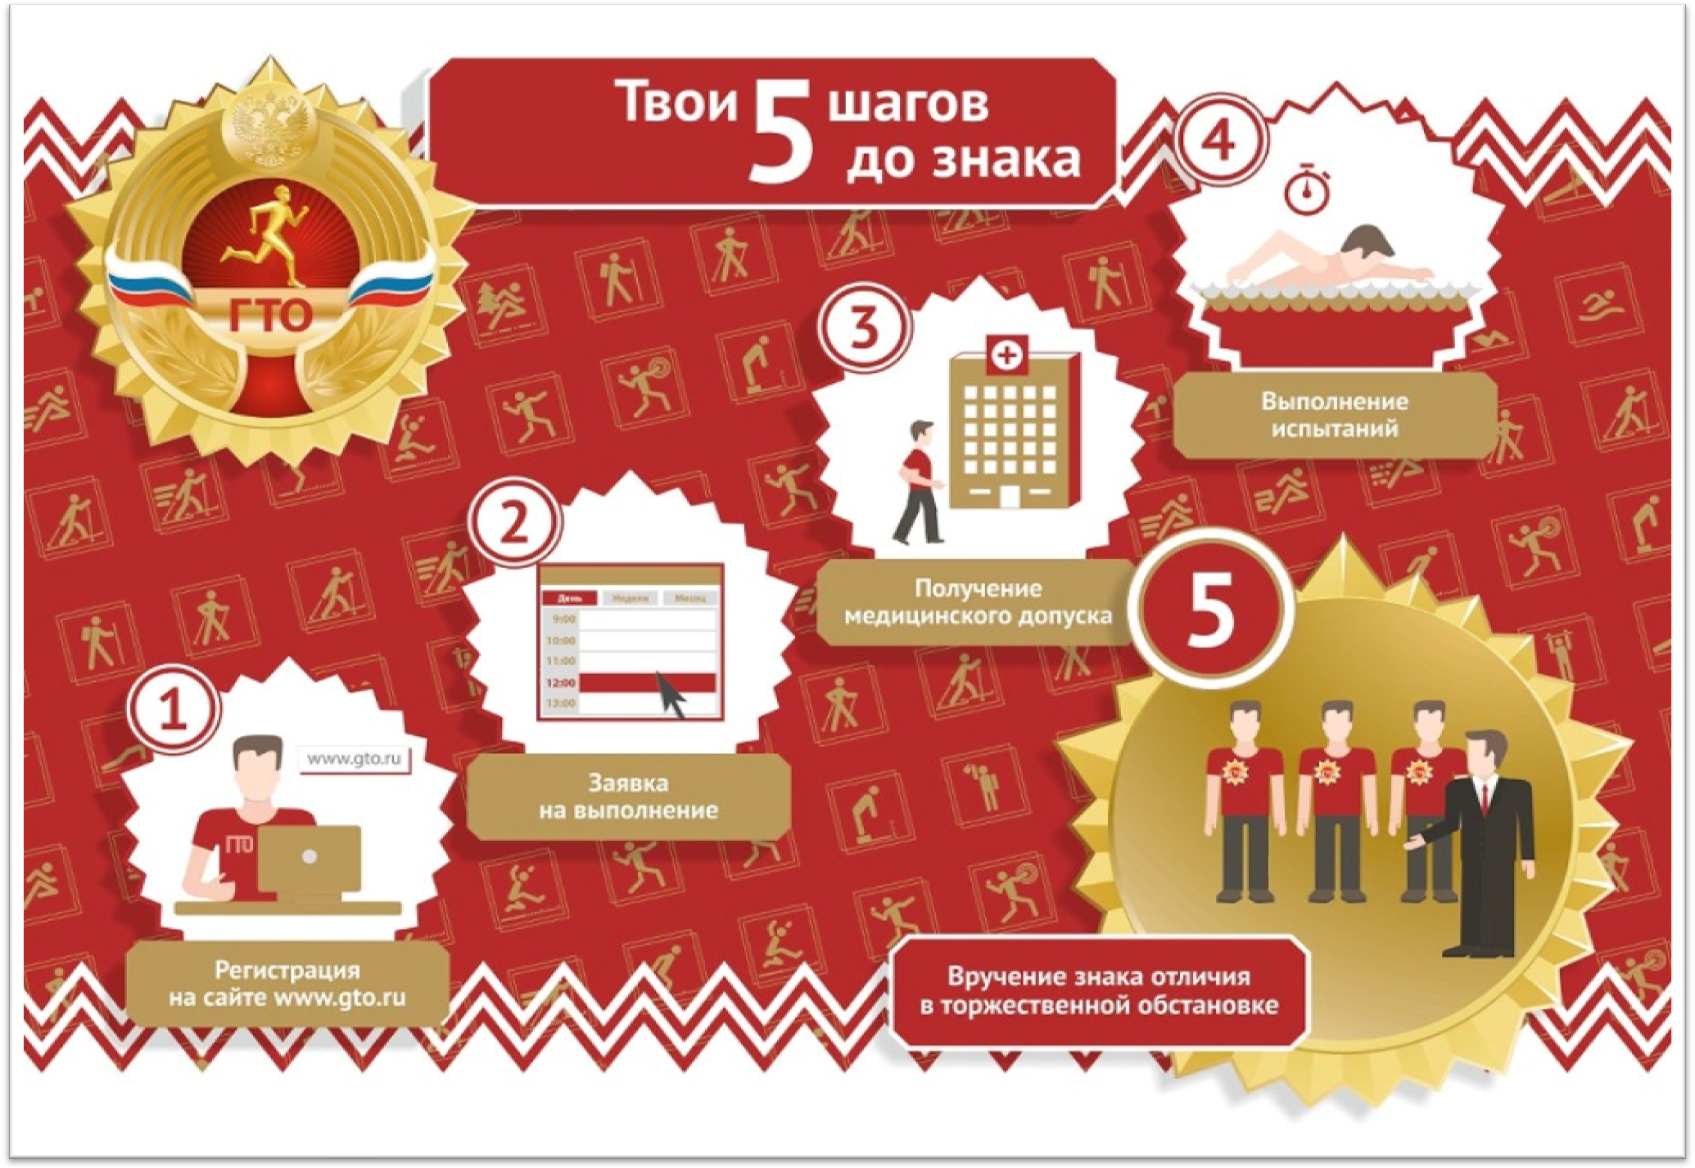 Твои 5 шагов
до знака
ГТО
1
www.gto.ru
ГТО
Регистрация
на сайте www.gto.ru
2
День Неделя Месяц
9:00
10:00
11:00
12:00
13:00
Заявка
на выполнение
3
Получение
медицинского допуска
4
Выполнение
испытаний
5
Вручение знака отличия
в торжественной обстановке